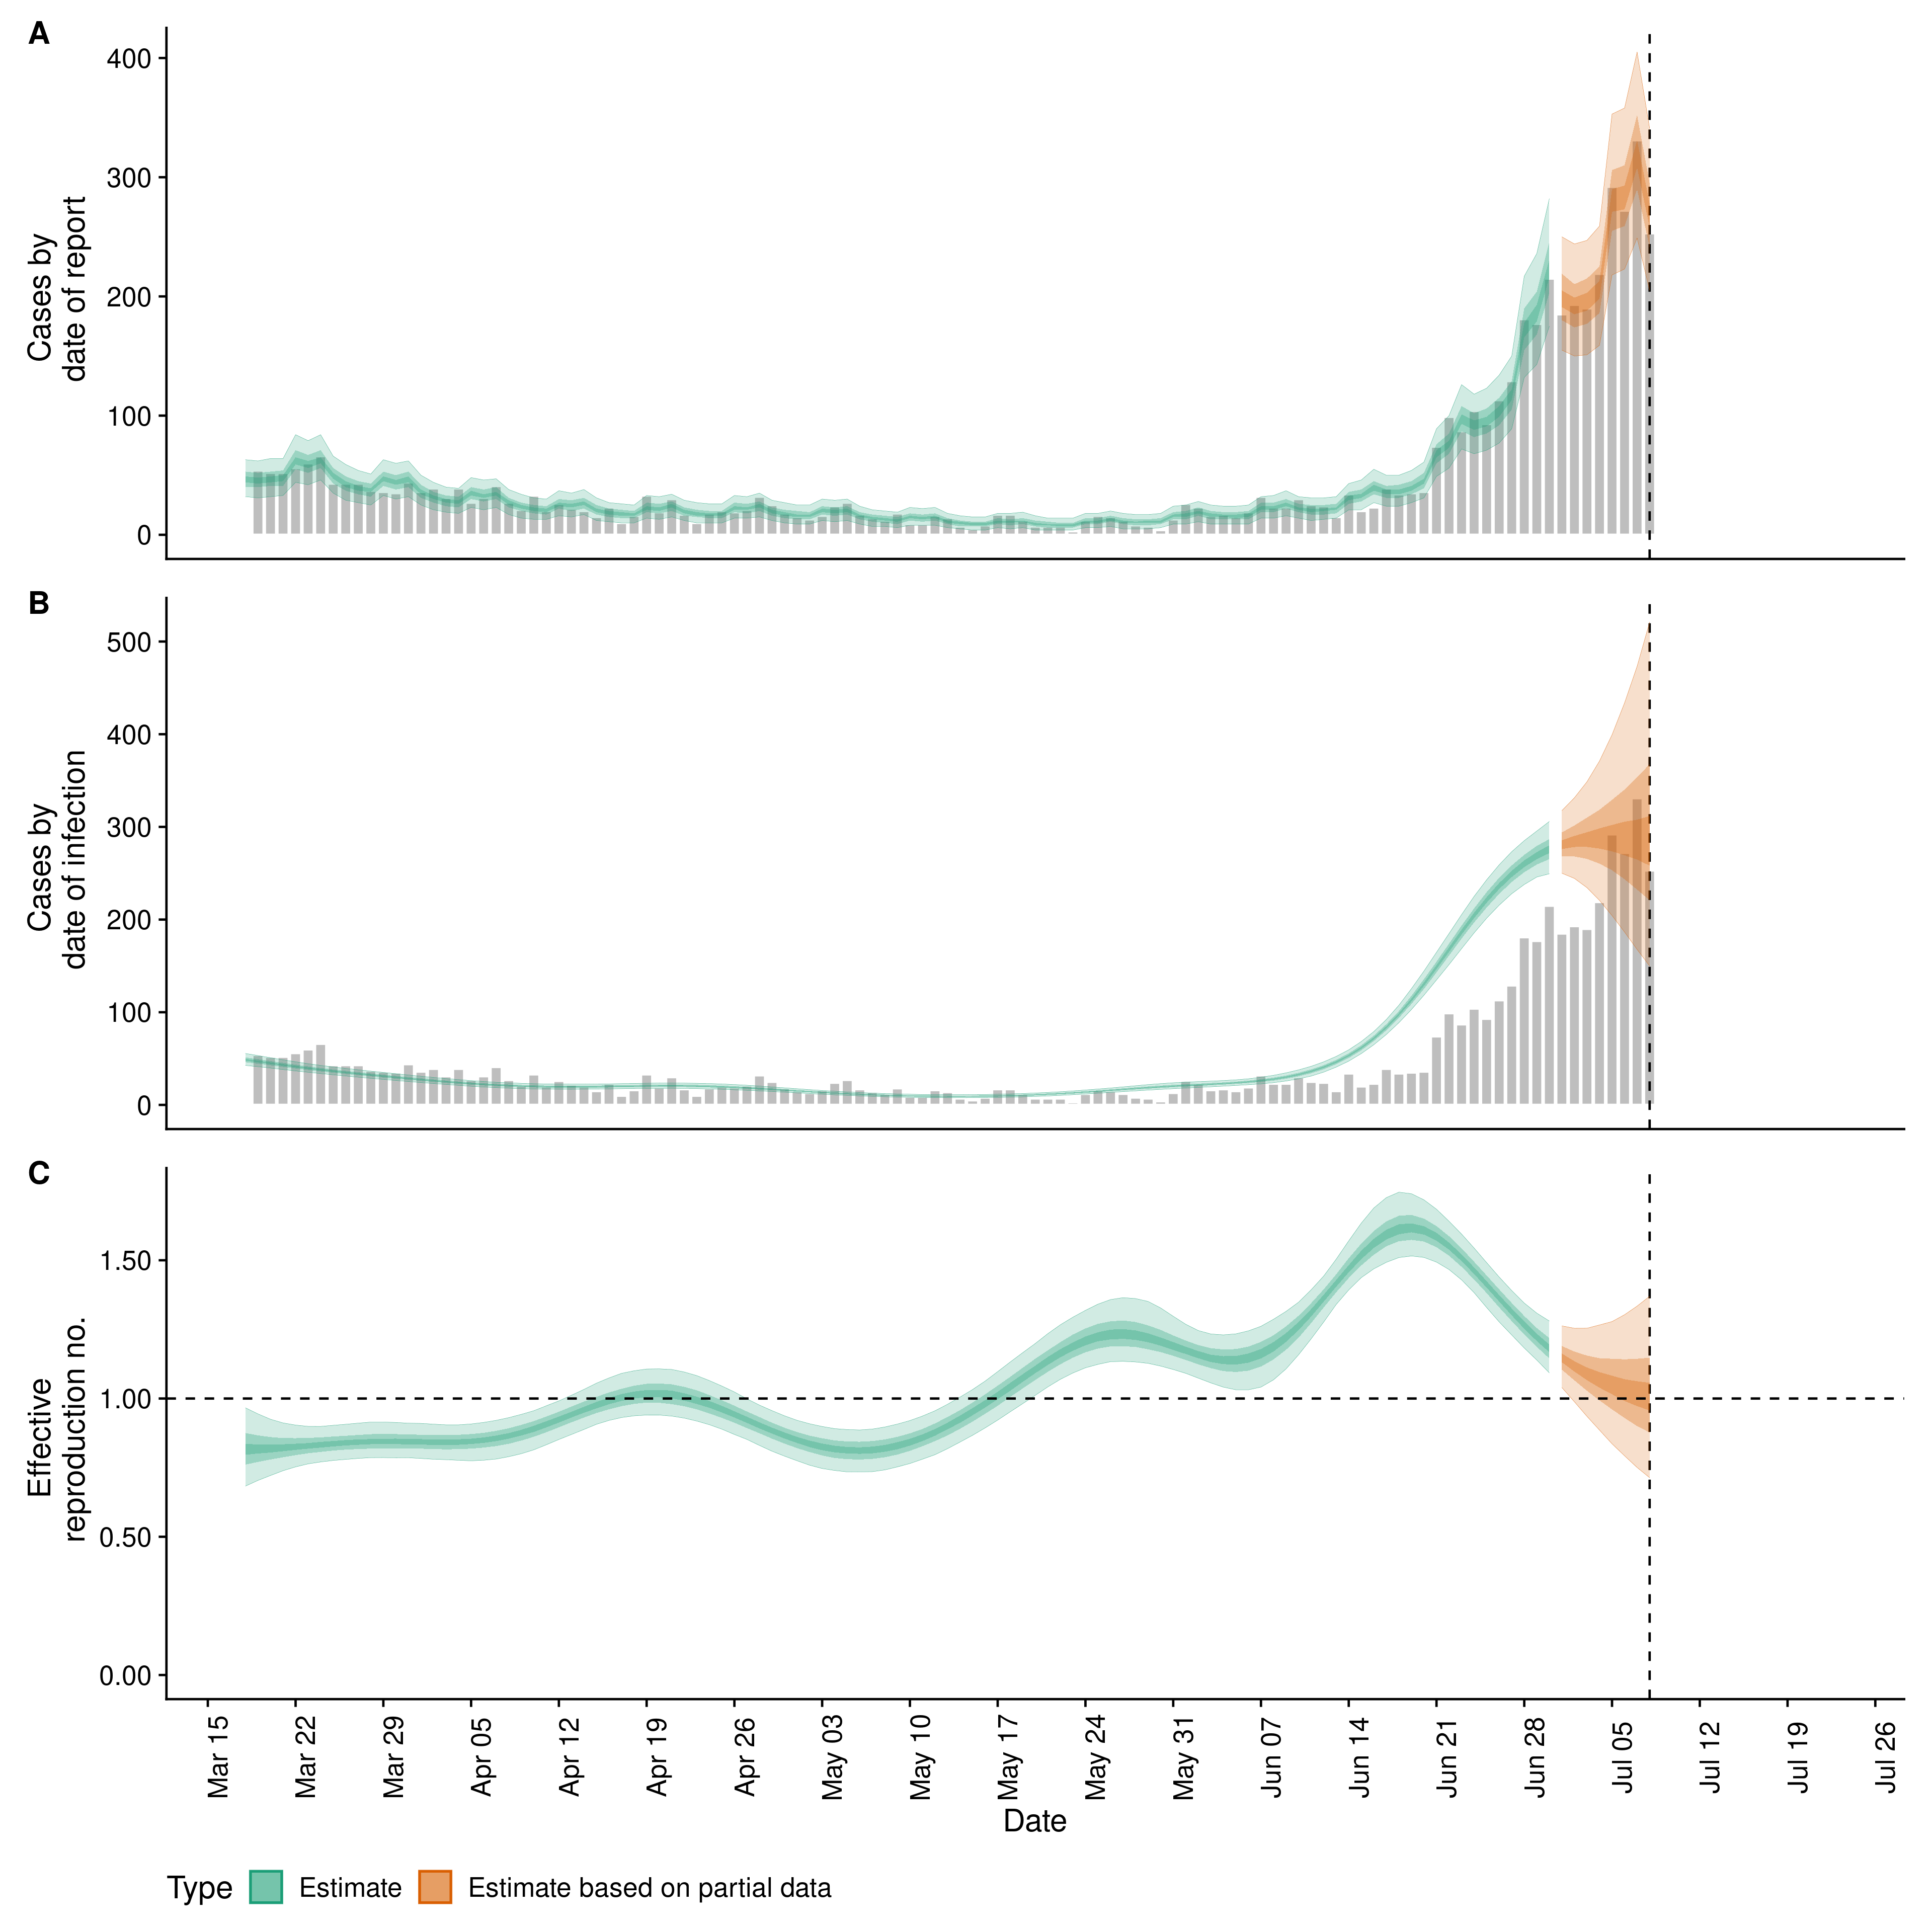 A
400
300
200
100
0
Cases by
date of report
B
500
400
300
200
100
0
Cases by
date of infection
C
1.50
1.00
0.50
0.00
Effective
reproduction no.
Mar 15
Mar 22
Mar 29
Apr 05
Apr 12
Apr 19
Apr 26
May 03
May 10
May 17
May 24
May 31
Jun 07
Jun 14
Jun 21
Jun 28
Jul 05
Jul 12
Jul 19
Jul 26
Date
Type Estimate Estimate based on partial data